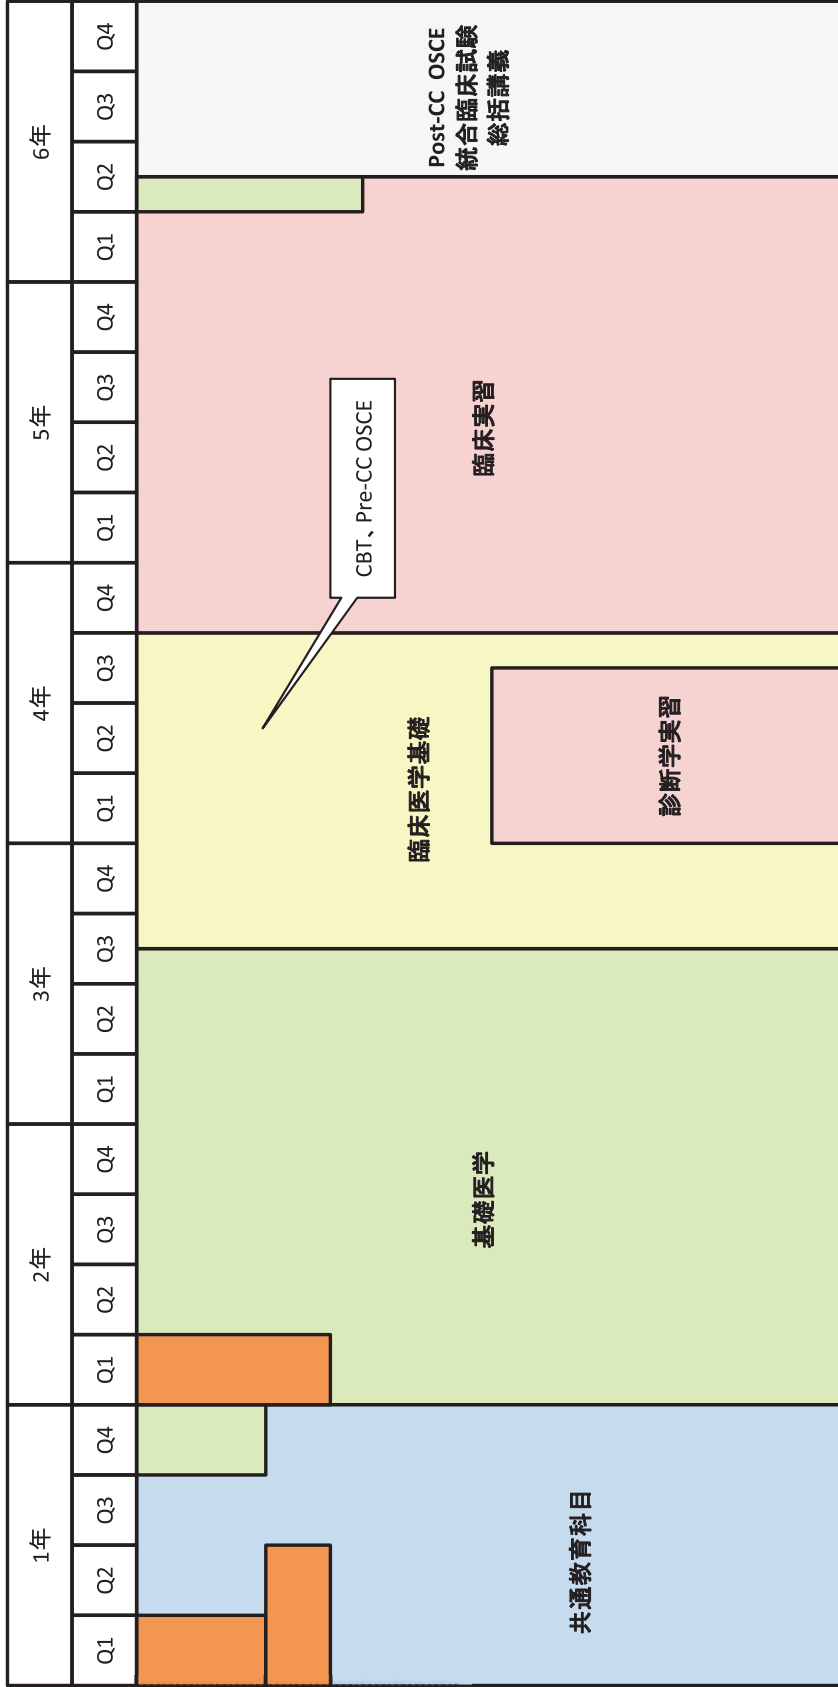 1年
2年
3年
4年
5年
6年
Q1
Q2
Q3
Q4
Q1
Q2
Q3
Q4
Q1
Q2
Q3
Q4
Q1
Q2
Q3
Q4
Q1
Q2
Q3
Q4
Q1
Q2
Q3
Q4
共通教育科目
基礎医学
臨床医学基礎
診断学実習
CBT、Pre-CC OSCE
臨床実習
Post-CC OSCE
統合臨床試験
総括講義